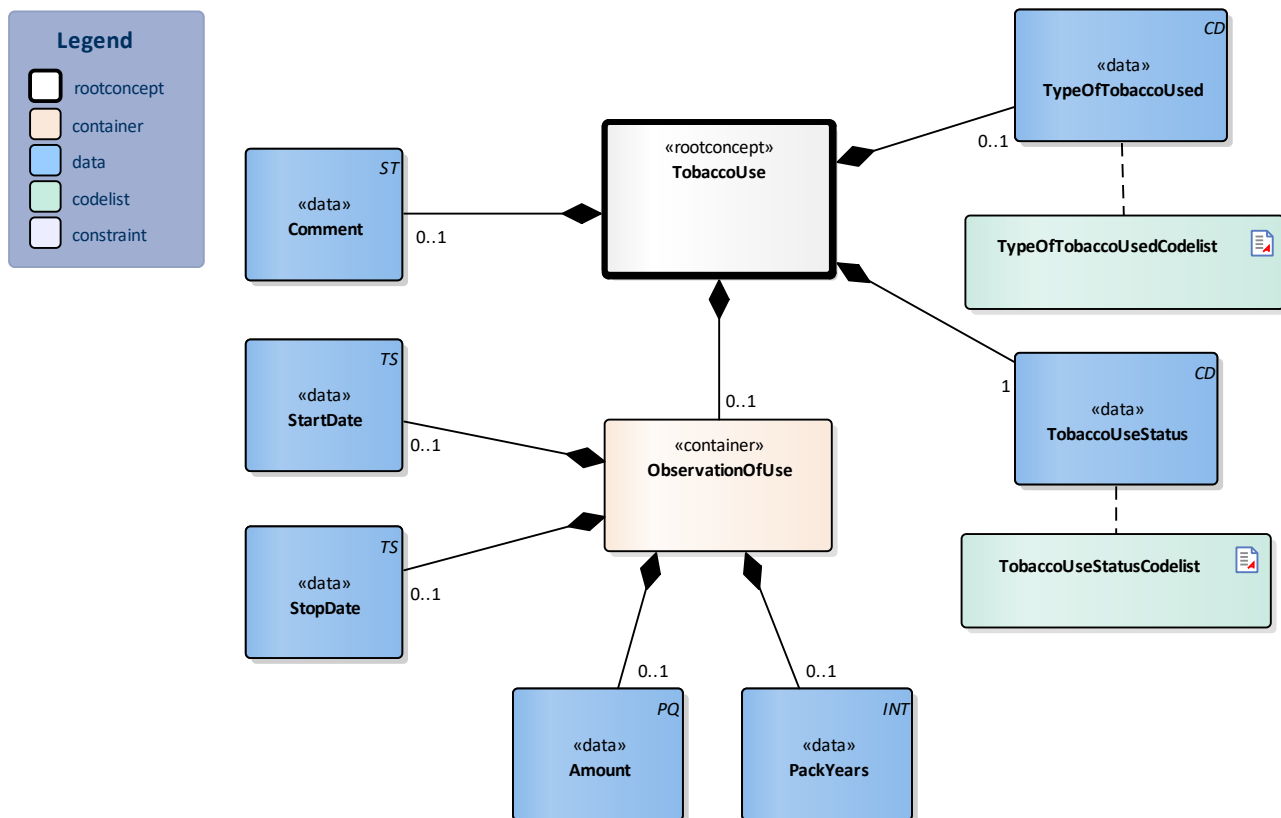 Legend
rootconcept
container
data
codelist
constraint
CD
«data»
TypeOfTobaccoUsed
0..1
«rootconcept»
TobaccoUse
ST
«data»
Comment
0..1
TypeOfTobaccoUsedCodelist
TS
«data»
StartDate
0..1
0..1
1
CD
«data»
TobaccoUseStatus
«container»
ObservationOfUse
TS
«data»
StopDate
0..1
TobaccoUseStatusCodelist
0..1
0..1
PQ
«data»
Amount
INT
«data»
PackYears